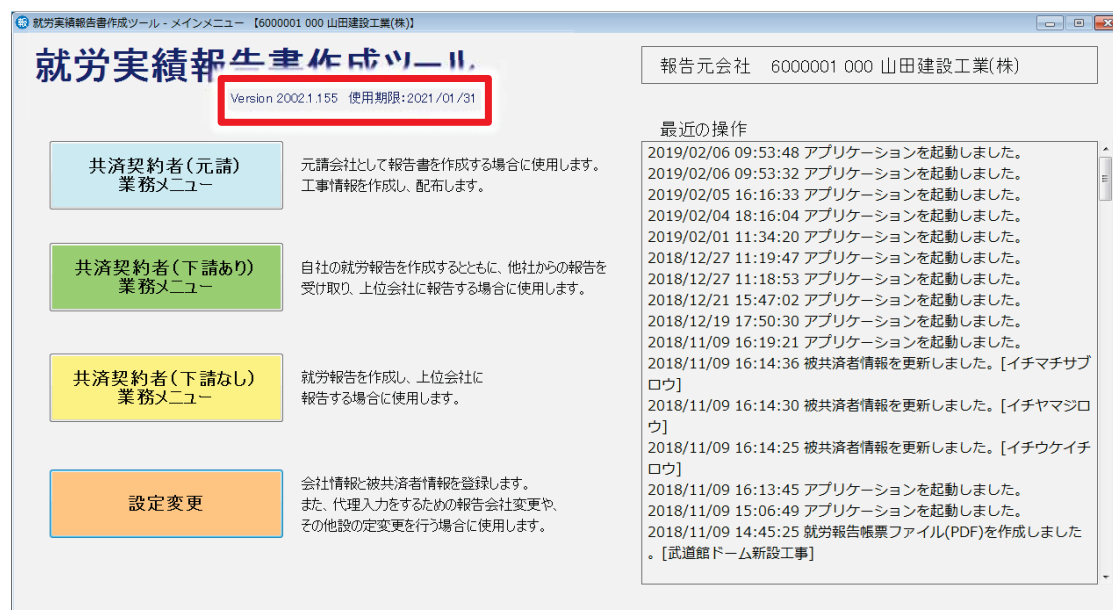 就労実績報告書作成ツール - メインメニュー 【6000001 000 山田建設工業(株)】
就労実績報告書作成ツール
Version 2002.1.155 使用期限:2021/01/31
報告元会社 6000001 000 山田建設工業(株)
共済契約者(元請)
業務メニュー
元請会社として報告書を作成する場合に使用します。
工事情報を作成し、配布します。
共済契約者(下請あり)
業務メニュー
自社の就労報告を作成するとともに、他社からの報告を
受け取り、上位会社に報告する場合に使用します。
共済契約者(下請なし)
業務メニュー
就労報告を作成し、上位会社に
報告する場合に使用します。
設定変更
会社情報と被共済者情報を登録します。
また、代理入力をするための報告会社変更や、
その他設の定変更を行う場合に使用します。
最近の操作
2019/02/06 09:53:48 アプリケーションを起動しました。
2019/02/06 09:53:32 アプリケーションを起動しました。
2019/02/05 16:16:33 アプリケーションを起動しました。
2019/02/04 18:16:04 アプリケーションを起動しました。
2019/02/01 11:34:20 アプリケーションを起動しました。
2018/12/27 11:19:47 アプリケーションを起動しました。
2018/12/27 11:18:53 アプリケーションを起動しました。
2018/12/21 15:47:02 アプリケーションを起動しました。
2018/12/19 17:50:30 アプリケーションを起動しました。
2018/11/09 16:19:21 アプリケーションを起動しました。
2018/11/09 16:14:36 被共済者情報を更新しました。[イチマチサブ
ロウ]
2018/11/09 16:14:30 被共済者情報を更新しました。[イチヤマジロ
ウ]
2018/11/09 16:14:25 被共済者情報を更新しました。[イチウケイチ
ロウ]
2018/11/09 16:13:45 アプリケーションを起動しました。
2018/11/09 15:06:49 アプリケーションを起動しました。
2018/11/09 14:45:25 就労報告帳票ファイル(PDF)を作成しました
。[武道館ドーム新設工事]